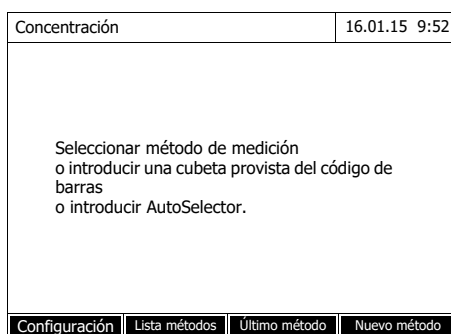 Concentración 16.01.15 9:52
Seleccionar método de medición
o introducir una cubeta provista del código de
barras
o introducir AutoSelector.
Configuración Lista métodos Último método Nuevo método